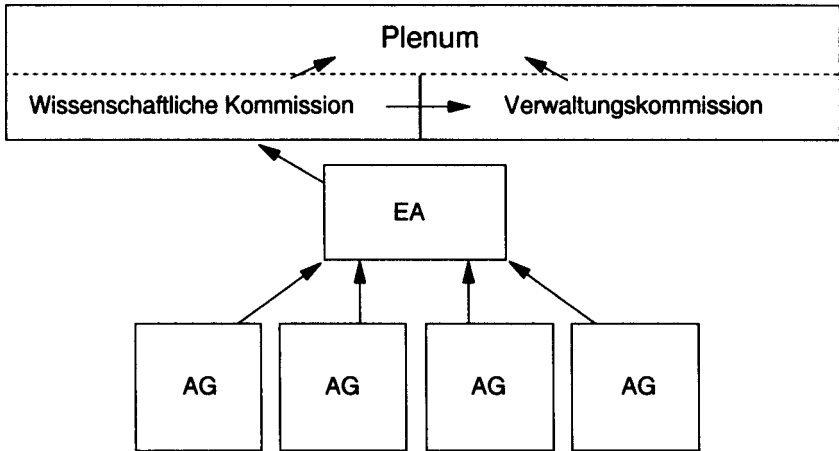 Plenum
Wissenschaftliche Kommission Verwaltungskommission
EA
AG AG AG AG